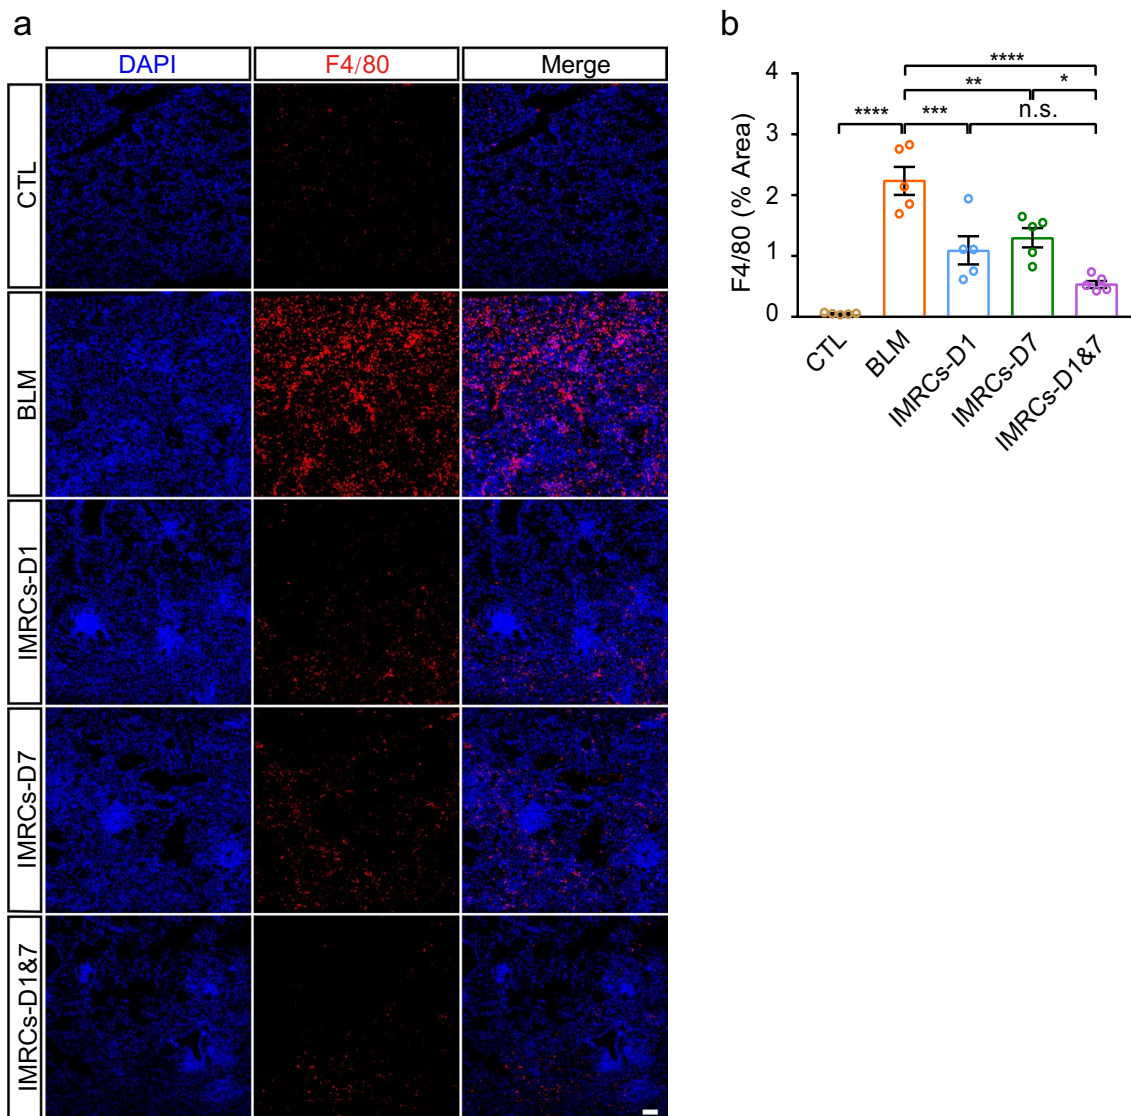 a
DAPI F4/80 Merge
CTL
BLM
IMRCs-D1
IMRCs-D7
IMRCs-D1&7
b
F4/80 (% Area)
4
3
2
1
0
****
** *
**** *** n.s.
CTL BLM IMRCs-D1 IMRCs-D7 IMRCs-D1&7